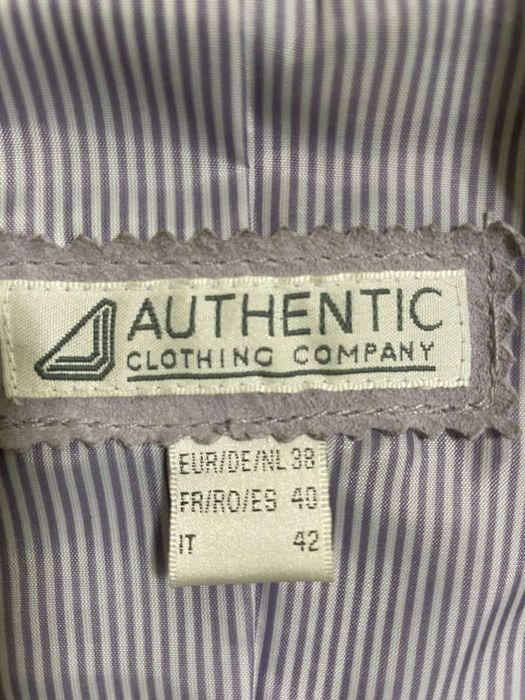 AUTHENTIC
CLOTHING COMPANY
EUR/DE/NL 38
FR/RO/ES 40
IT 42